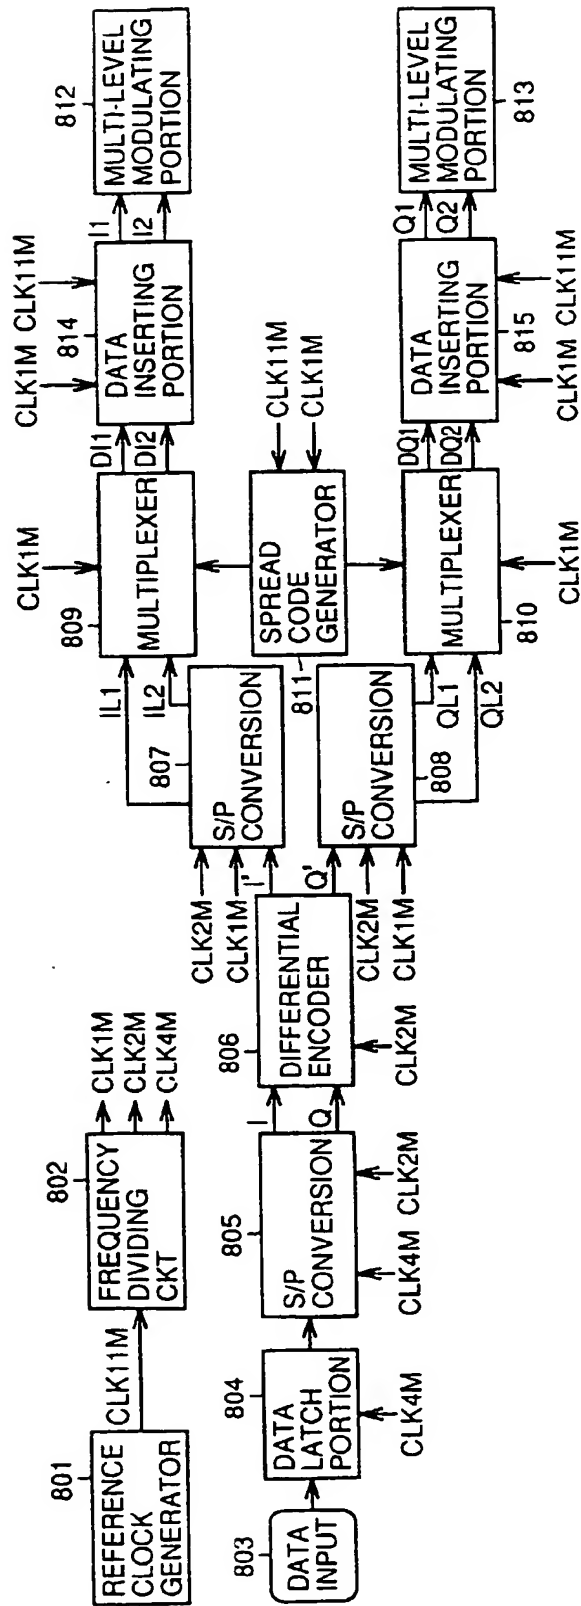 801
REFERENCE
CLOCK
GENERATOR
CLK11M
802
FREQUENCY
DIVIDING
CKT
CLK1M
CLK2M
CLK4M
803
DATA
INPUT
804
DATA
LATCH
PORTION
CLK4M
805
S/P
CONVERSION
CLK4M
CLK2M
I
Q
806
DIFFERENTIAL
ENCODER
CLK2M
I'
Q'
CLK2M
CLK1M
807
S/P
CONVERSION
IL1
IL2
CLK2M
CLK1M
808
S/P
CONVERSION
QL1
QL2
809
MULTIPLEXER
CLK1M
DI1
DI2
811
SPREAD
CODE
GENERATOR
CLK11M
CLK1M
810
MULTIPLEXER
CLK1M
DQ1
DQ2
814
DATA
INSERTING
PORTION
CLK1M
CLK11M
I1
I2
815
DATA
INSERTING
PORTION
CLK1M
CLK11M
Q1
Q2
812
MULTI-LEVEL
MODULATING
PORTION
813
MULTI-LEVEL
MODULATING
PORTION